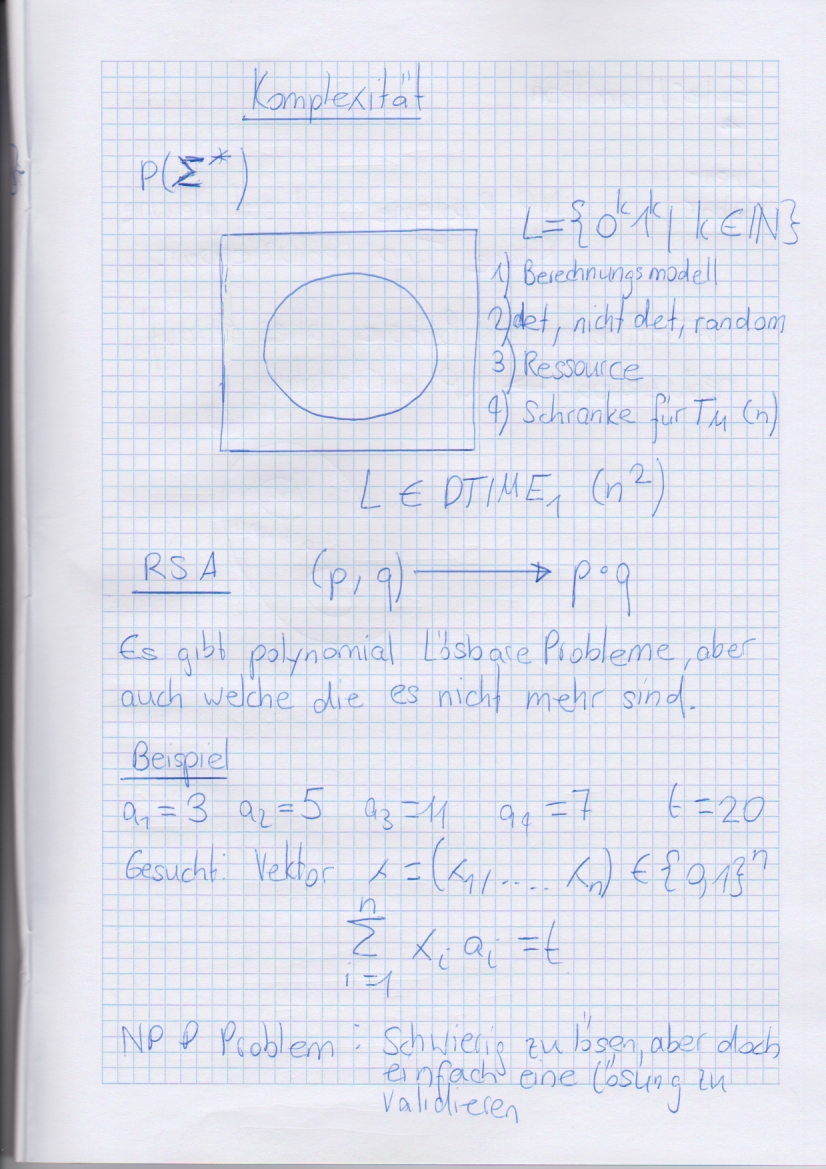 Komplexität
P(Σ*)
L={0^k 1^k | k ∈ ℕ}
1) Berechnungsmodell
2) det, nicht det, random
3) Ressource
4) Schranke für T_M (n)
L ∈ DTIME_1 (n^2)
RSA (p, q) ⟶ p•q
Es gibt polynomial Lösbare Probleme, aber
auch welche die es nicht mehr sind.
Beispiel
a_1 = 3 a_2 = 5 a_3 = 11 a_4 = 7 t = 20
Gesucht: Vektor x = (x_1, .... x_n) ∈ {0,1}^n
∑_{i=1}^{n} x_i a_i = t
NP Problem : Schwierig zu lösen, aber doch
einfach eine Lösung zu
validieren